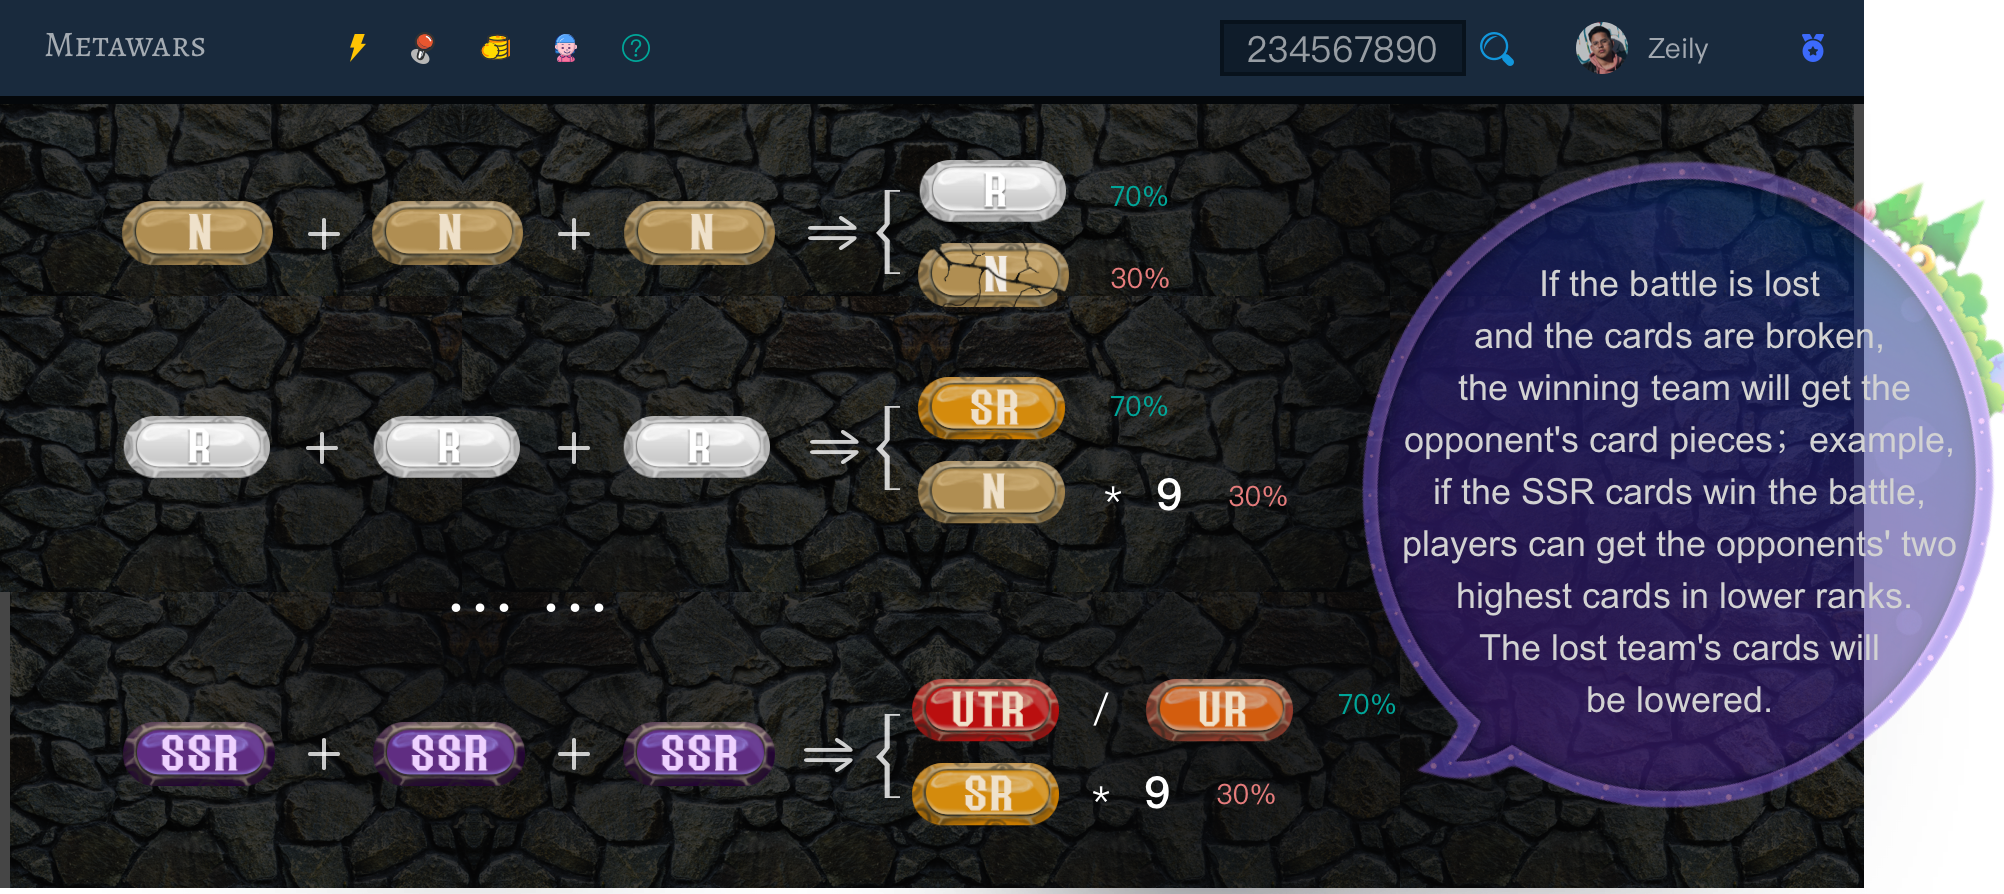 METAWARS 234567890 Zeily
R 70%
N + N + N ⇒
N 30%
SR 70%
R + R + R ⇒
N * 9 30%
... ...
UTR / UR 70%
SSR + SSR + SSR ⇒
SR * 9 30%
If the battle is lost
and the cards are broken,
the winning team will get the
opponent's card pieces；example,
if the SSR cards win the battle,
players can get the opponents' two
highest cards in lower ranks.
The lost team's cards will
be lowered.